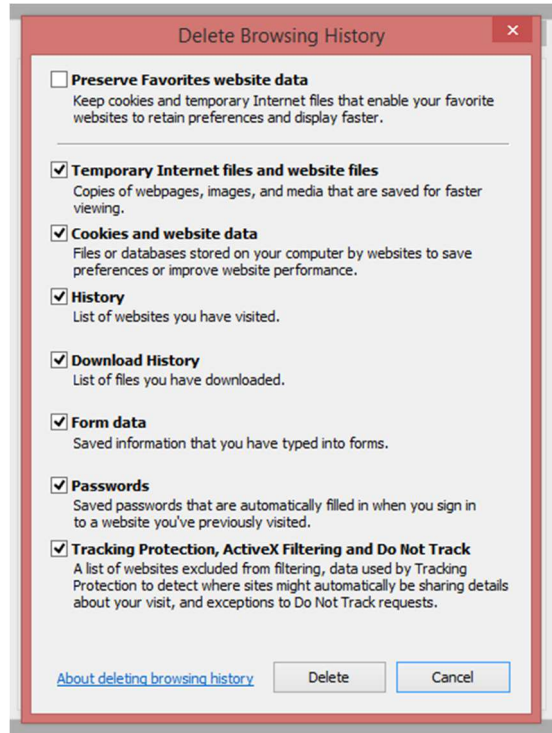 Delete Browsing History
Preserve Favorites website data
Keep cookies and temporary Internet files that enable your favorite
websites to retain preferences and display faster.
Temporary Internet files and website files
Copies of webpages, images, and media that are saved for faster
viewing.
Cookies and website data
Files or databases stored on your computer by websites to save
preferences or improve website performance.
History
List of websites you have visited.
Download History
List of files you have downloaded.
Form data
Saved information that you have typed into forms.
Passwords
Saved passwords that are automatically filled in when you sign in
to a website you've previously visited.
Tracking Protection, ActiveX Filtering and Do Not Track
A list of websites excluded from filtering, data used by Tracking
Protection to detect where sites might automatically be sharing details
about your visit, and exceptions to Do Not Track requests.
About deleting browsing history Delete Cancel